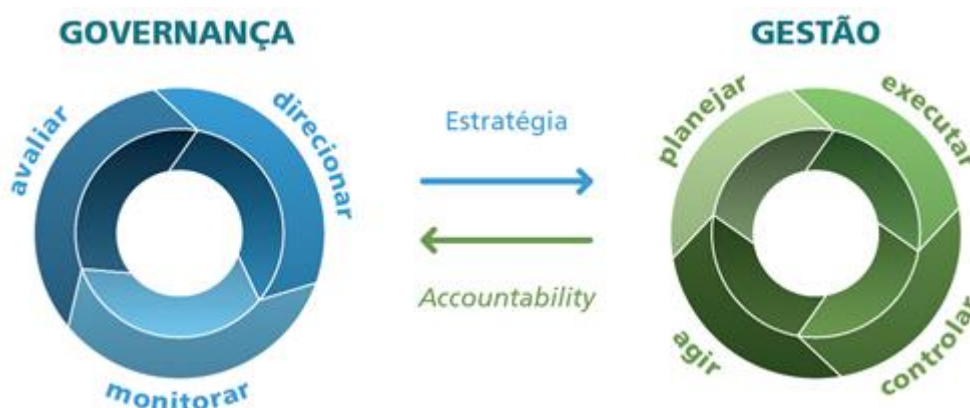 GOVERNANÇA
avaliar
direcionar
monitorar
Estratégia
Accountability
GESTÃO
planejar
executar
controlar
agir